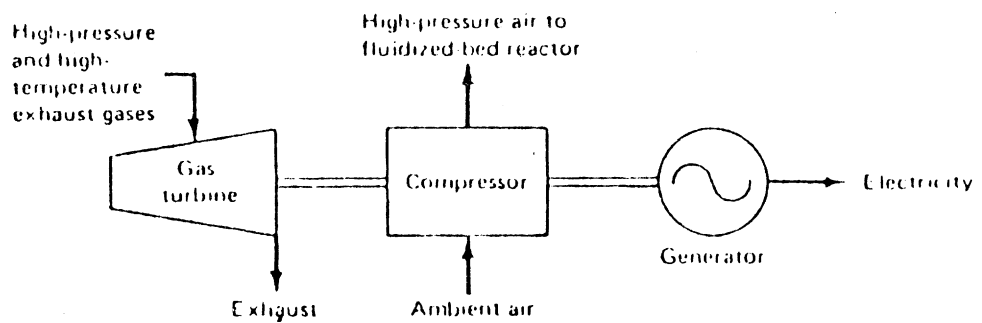 High-pressure
and high-
temperature
exhaust gases
High-pressure air to
fluidized-bed reactor
Gas
turbine
Compressor
Electricity
Generator
Exhaust
Ambient air